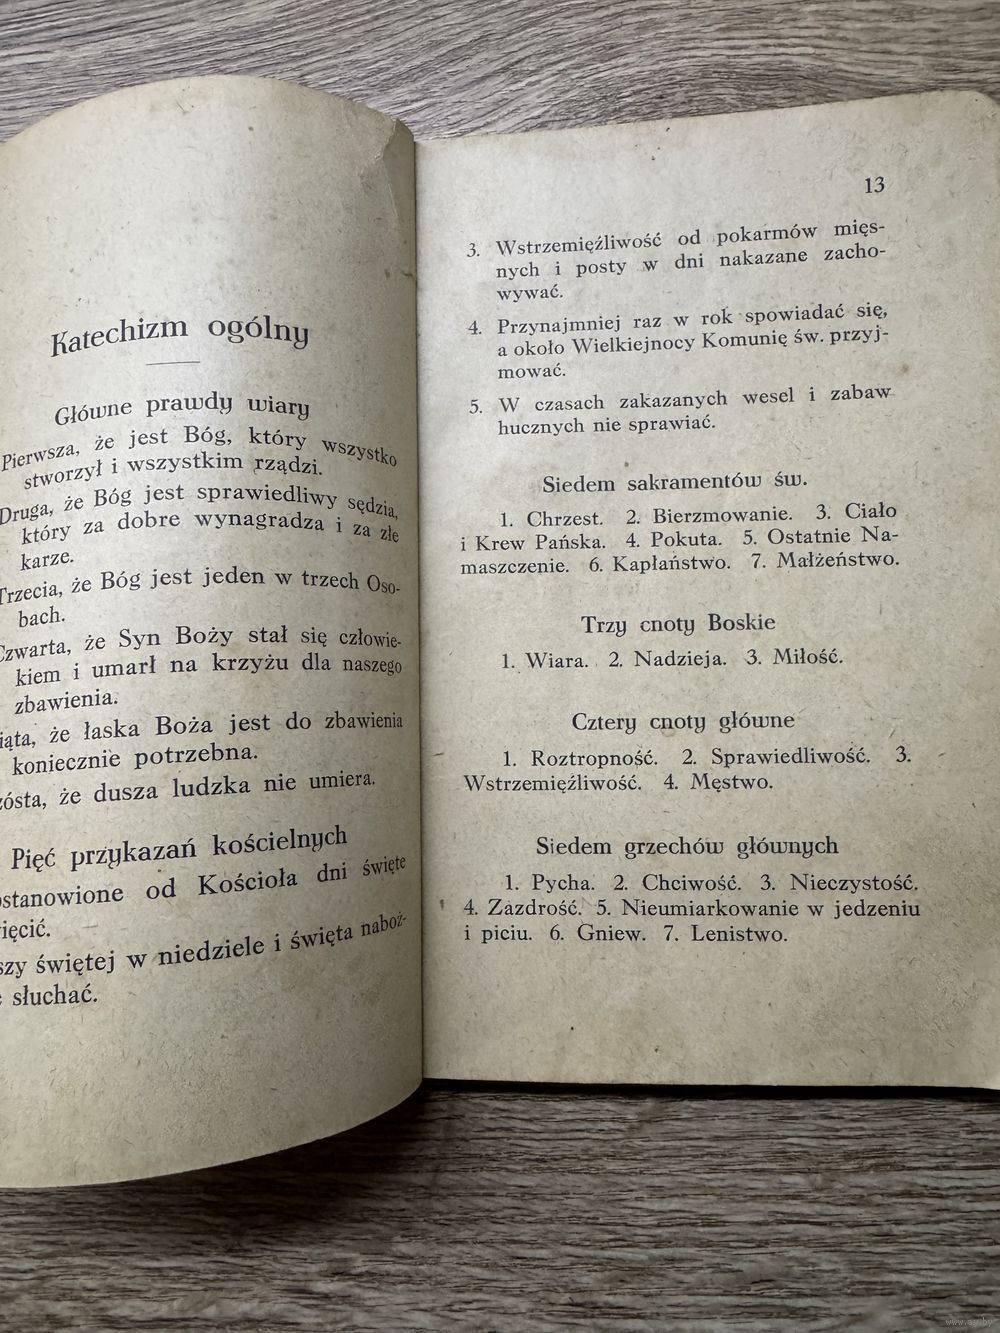 Katechizm ogólny
Główne prawdy wiary
Pierwsza, że jest Bóg, który wszystko
stworzył i wszystkim rządzi.
Druga, że Bóg jest sprawiedliwy sędzia,
który za dobre wynagradza i za złe
karze.
Trzecia, że Bóg jest jeden w trzech Oso-
bach.
Czwarta, że Syn Boży stał się człowie-
kiem i umarł na krzyżu dla naszego
zbawienia.
iąta, że łaska Boża jest do zbawienia
koniecznie potrzebna.
zósta, że dusza ludzka nie umiera.
Pięć przykazań kościelnych
stanowione od Kościoła dni święte
ięcić.
szy świętej w niedziele i święta naboż-
e słuchać.
13
3. Wstrzemięźliwość od pokarmów mięs-
nych i posty w dni nakazane zacho-
wywać.
4. Przynajmniej raz w rok spowiadać się,
a około Wielkiejnocy Komunię św. przyj-
mować.
5. W czasach zakazanych wesel i zabaw
hucznych nie sprawiać.
Siedem sakramentów św.
1. Chrzest. 2. Bierzmowanie. 3. Ciało
i Krew Pańska. 4. Pokuta. 5. Ostatnie Na-
maszczenie. 6. Kapłaństwo. 7. Małżeństwo.
Trzy cnoty Boskie
1. Wiara. 2. Nadzieja. 3. Miłość.
Cztery cnoty główne
1. Roztropność. 2. Sprawiedliwość. 3.
Wstrzemięźliwość. 4. Męstwo.
Siedem grzechów głównych
1. Pycha. 2. Chciwość. 3. Nieczystość.
4. Zazdrość. 5. Nieumiarkowanie w jedzeniu
i piciu. 6. Gniew. 7. Lenistwo.
www.ay.by